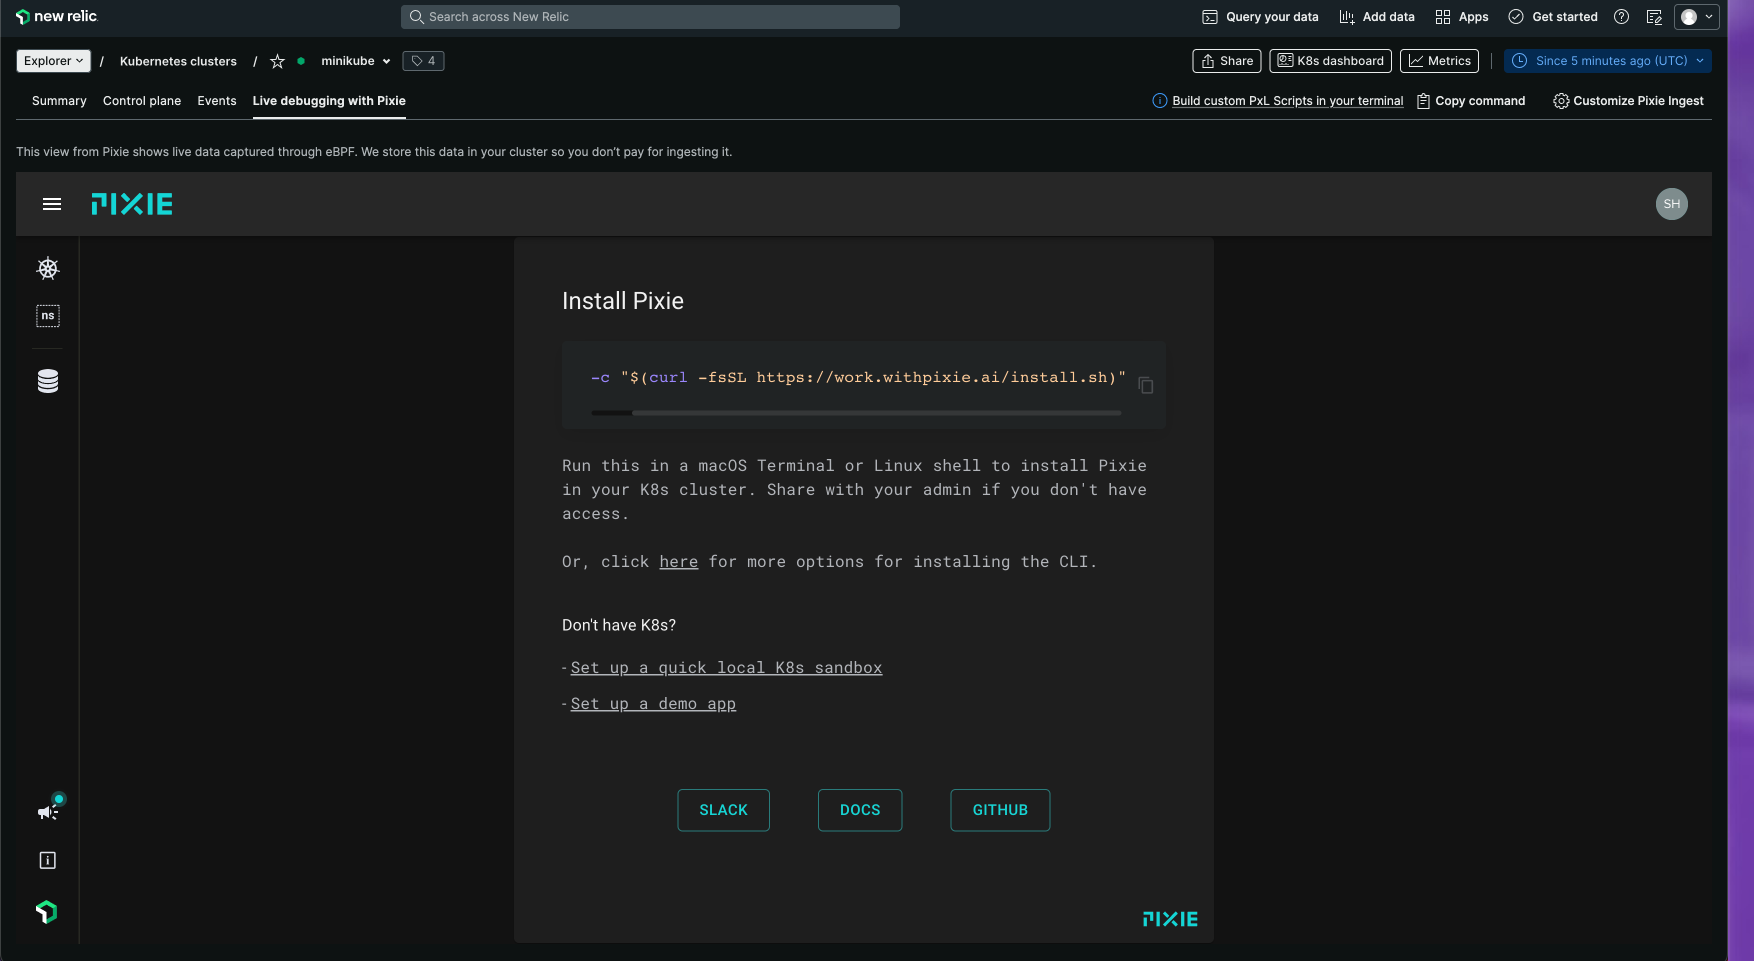 new relic.
Search across New Relic
Query your data
Add data
Apps
Get started
Explorer
/
Kubernetes clusters
/
minikube
4
Share
K8s dashboard
Metrics
Since 5 minutes ago (UTC)
Summary
Control plane
Events
Live debugging with Pixie
Build custom PxL Scripts in your terminal
Copy command
Customize Pixie Ingest
This view from Pixie shows live data captured through eBPF. We store this data in your cluster so you don't pay for ingesting it.
PIXIE
SH
ns
Install Pixie
-c "$(curl -fsSL https://work.withpixie.ai/install.sh)"
Run this in a macOS Terminal or Linux shell to install Pixie
in your K8s cluster. Share with your admin if you don't have
access.
Or, click here for more options for installing the CLI.
Don't have K8s?
-Set up a quick local K8s sandbox
-Set up a demo app
SLACK
DOCS
GITHUB
PIXIE